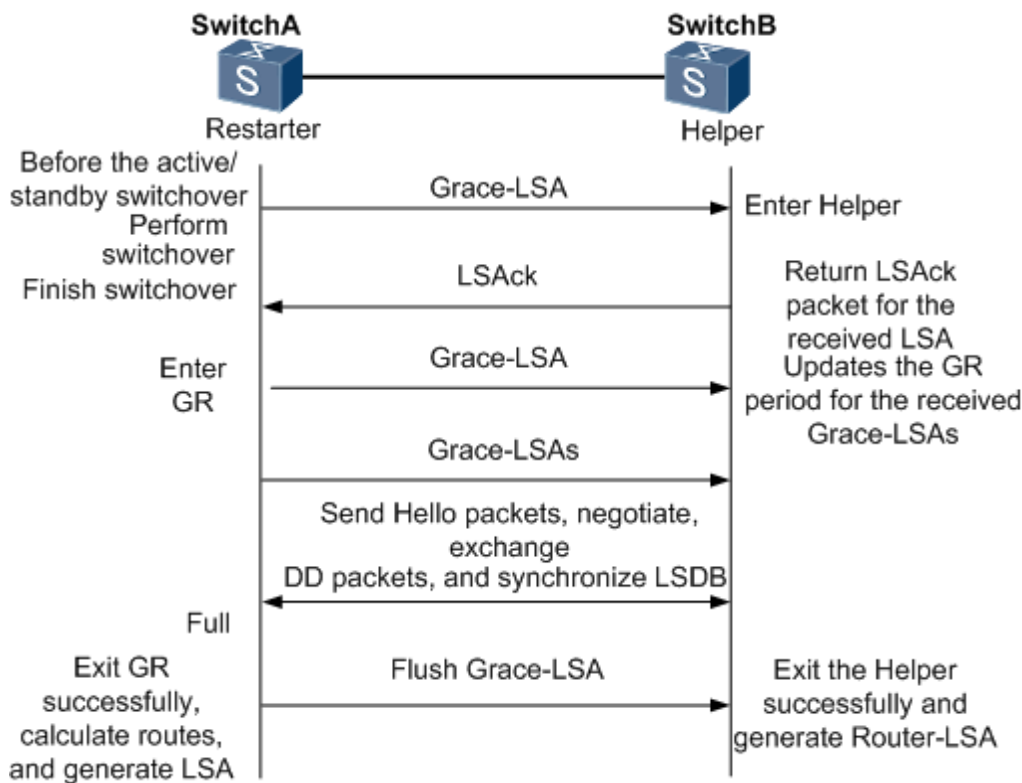 SwitchA
SwitchB
S
S
Restarter
Helper
Before the active/
standby switchover
Grace-LSA
Enter Helper
Perform
switchover
Finish switchover
LSAck
Return LSAck
packet for the
received LSA
Enter
GR
Grace-LSA
Updates the GR
period for the received
Grace-LSAs
Grace-LSAs
Send Hello packets, negotiate,
exchange
DD packets, and synchronize LSDB
Full
Exit GR
successfully,
calculate routes,
and generate LSA
Flush Grace-LSA
Exit the Helper
successfully and
generate Router-LSA